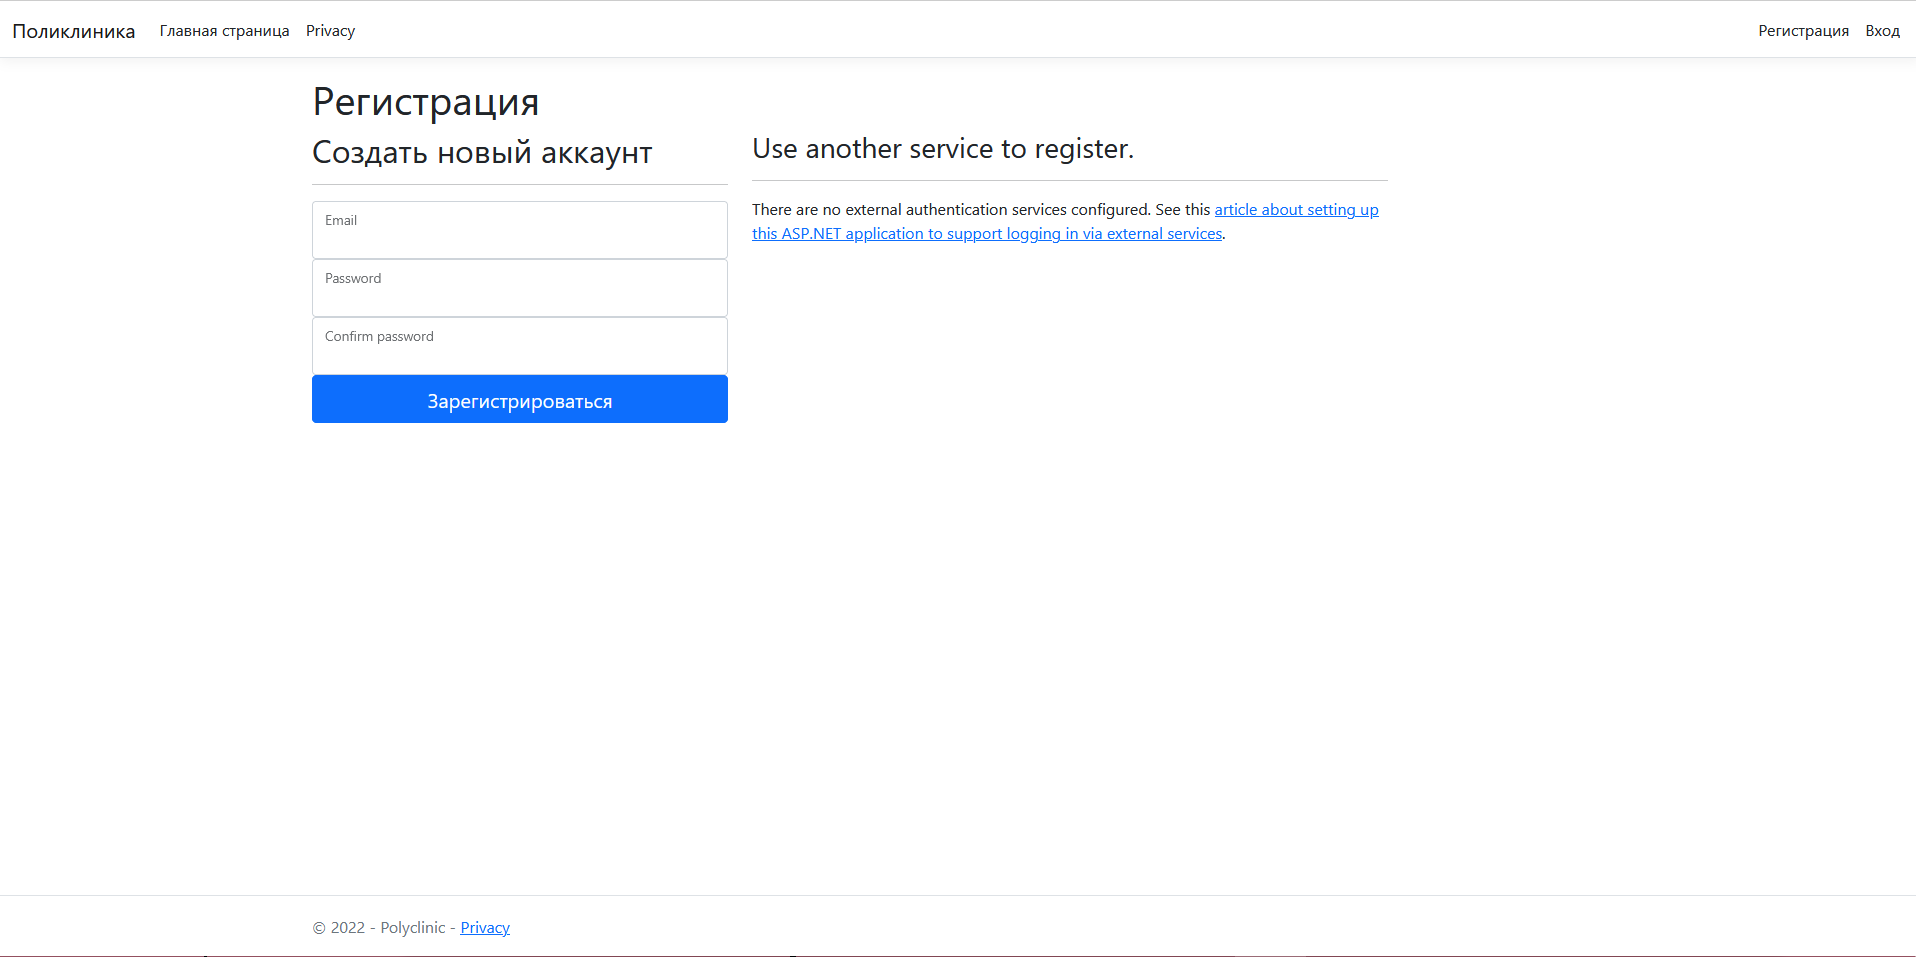 Поликлиника Главная страница Privacy Регистрация Вход
Регистрация
Создать новый аккаунт
Email
Password
Confirm password
Зарегистрироваться
Use another service to register.
There are no external authentication services configured. See this article about setting up
this ASP.NET application to support logging in via external services.
© 2022 - Polyclinic - Privacy